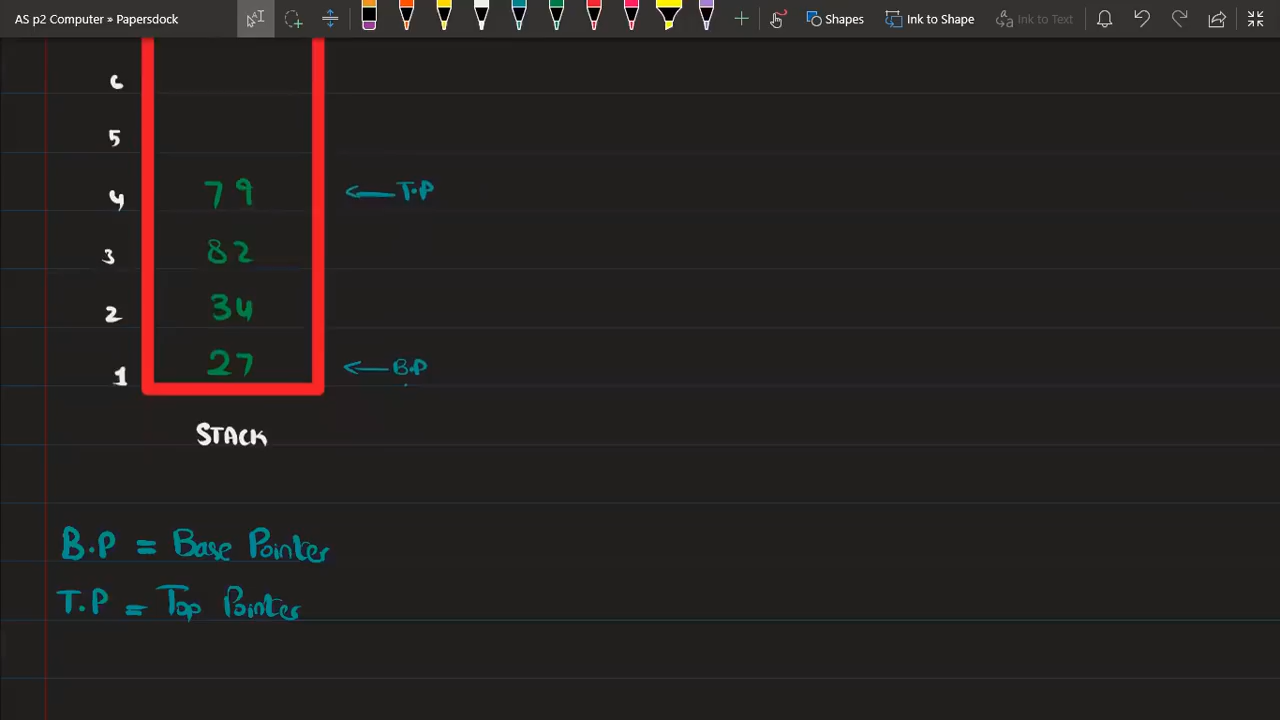 AS p2 Computer » Papersdock
Shapes
Ink to Shape
Ink to Text
6
5
4 79 T.P
3 82
2 34
1 27 B.P
STACK
B.P = Base Pointer
T.P = Top Pointer